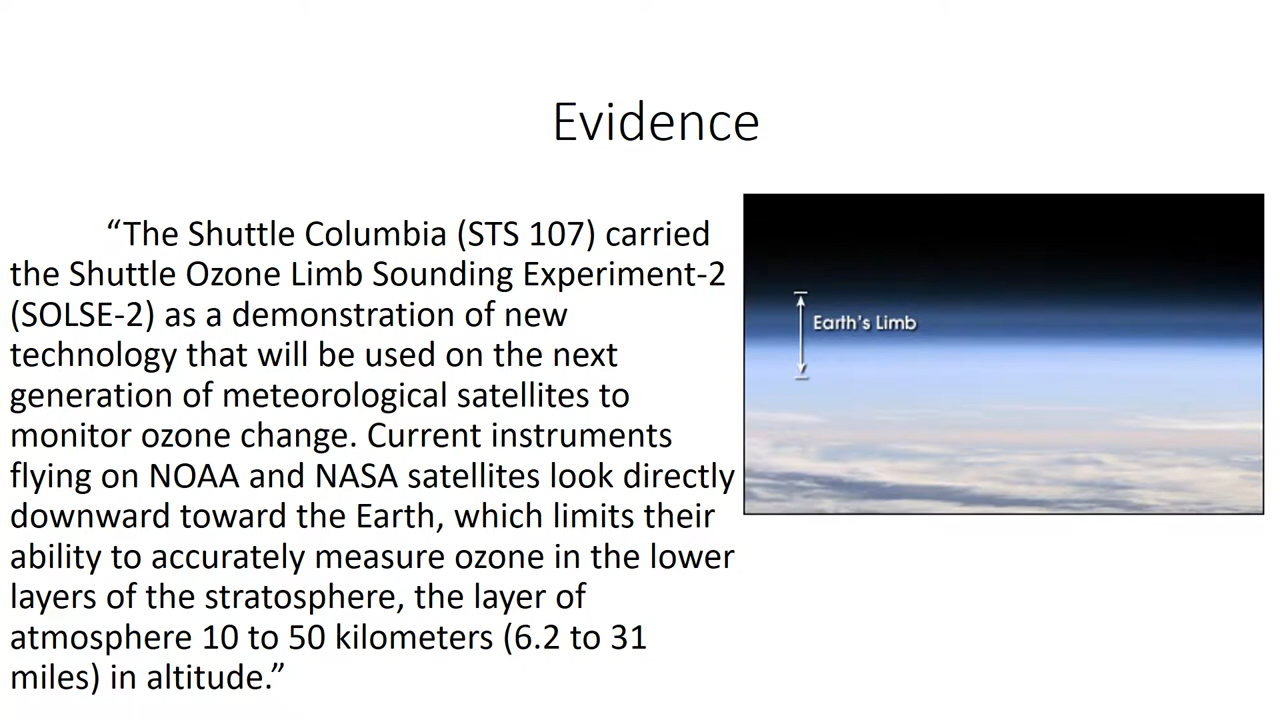 Evidence
“The Shuttle Columbia (STS 107) carried
the Shuttle Ozone Limb Sounding Experiment-2
(SOLSE-2) as a demonstration of new
technology that will be used on the next
generation of meteorological satellites to
monitor ozone change. Current instruments
flying on NOAA and NASA satellites look directly
downward toward the Earth, which limits their
ability to accurately measure ozone in the lower
layers of the stratosphere, the layer of
atmosphere 10 to 50 kilometers (6.2 to 31
miles) in altitude.”
Earth’s Limb